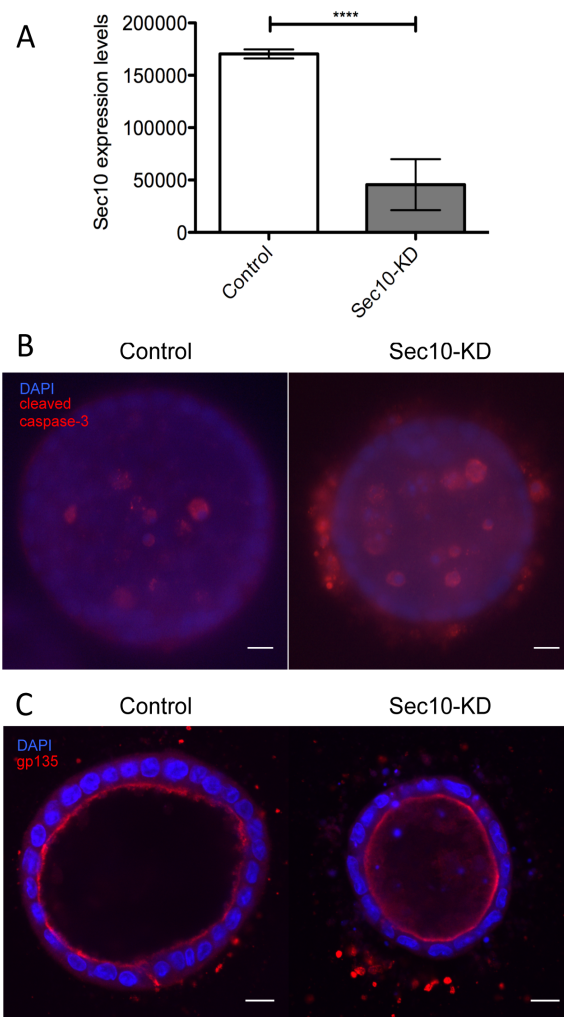 A
****
Sec10 expression levels
200000
150000
100000
50000
0
Control
Sec10-KD
B
Control
Sec10-KD
DAPI
cleaved
caspase-3
C
Control
Sec10-KD
DAPI
gp135